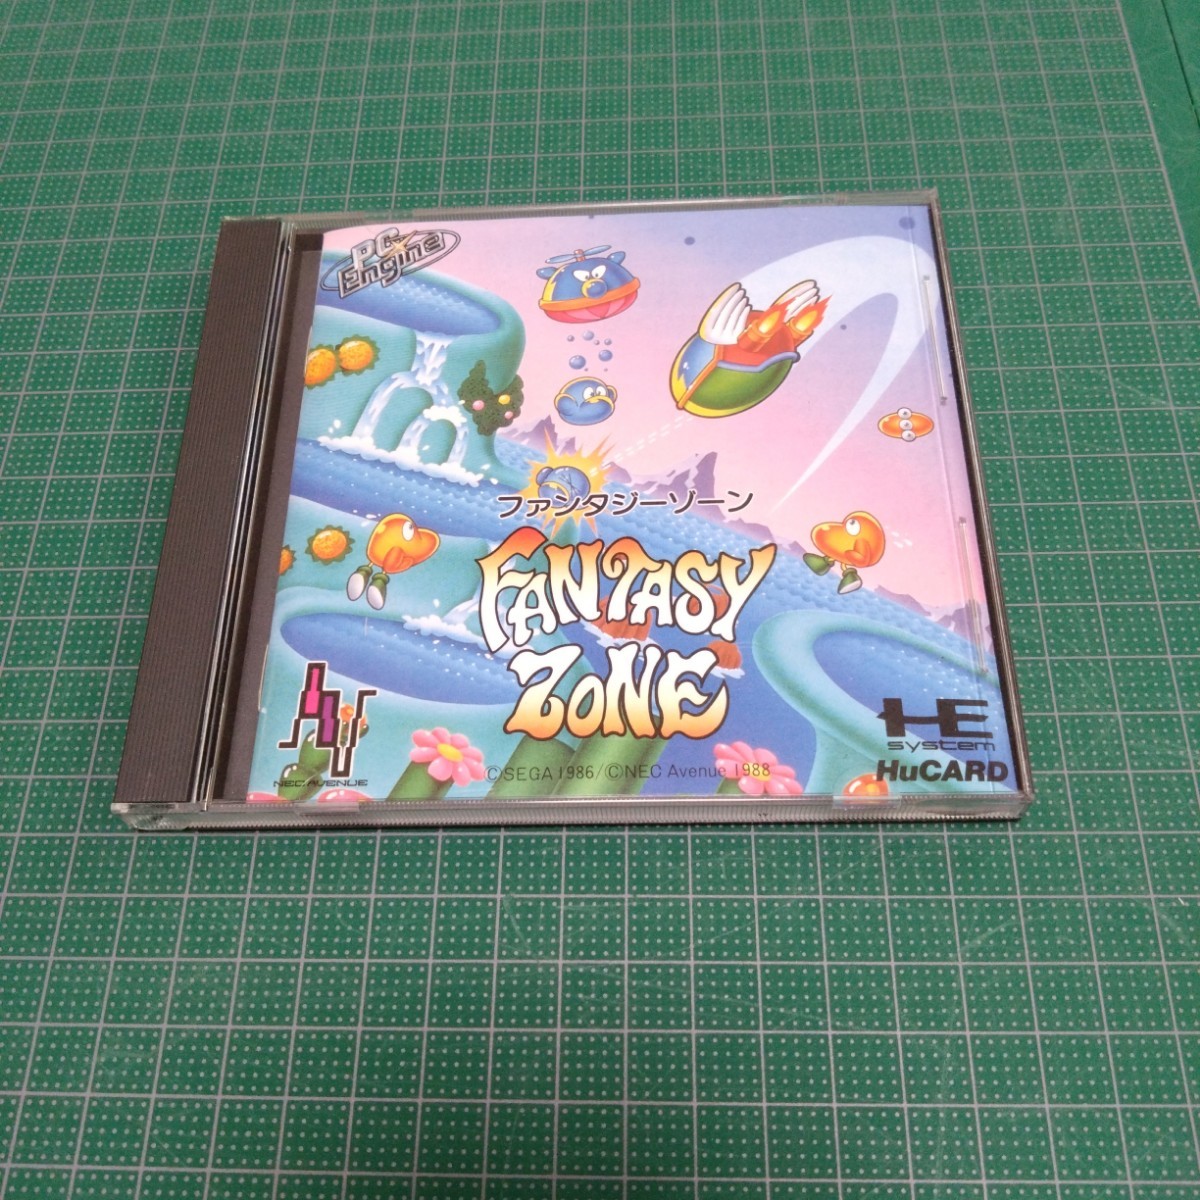 PC
Engine
ファンタジーゾーン
FANTASY
ZONE
HE
system
HuCARD
NEC AVENUE
©SEGA 1986/©NEC Avenue 1988